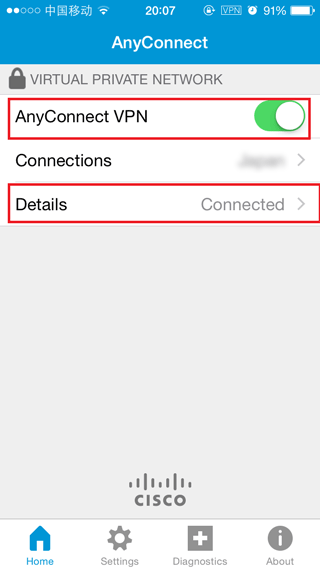 中国移动 20:07 VPN 91%
AnyConnect
VIRTUAL PRIVATE NETWORK
AnyConnect VPN
Connections
Details Connected
CISCO
Home Settings Diagnostics About